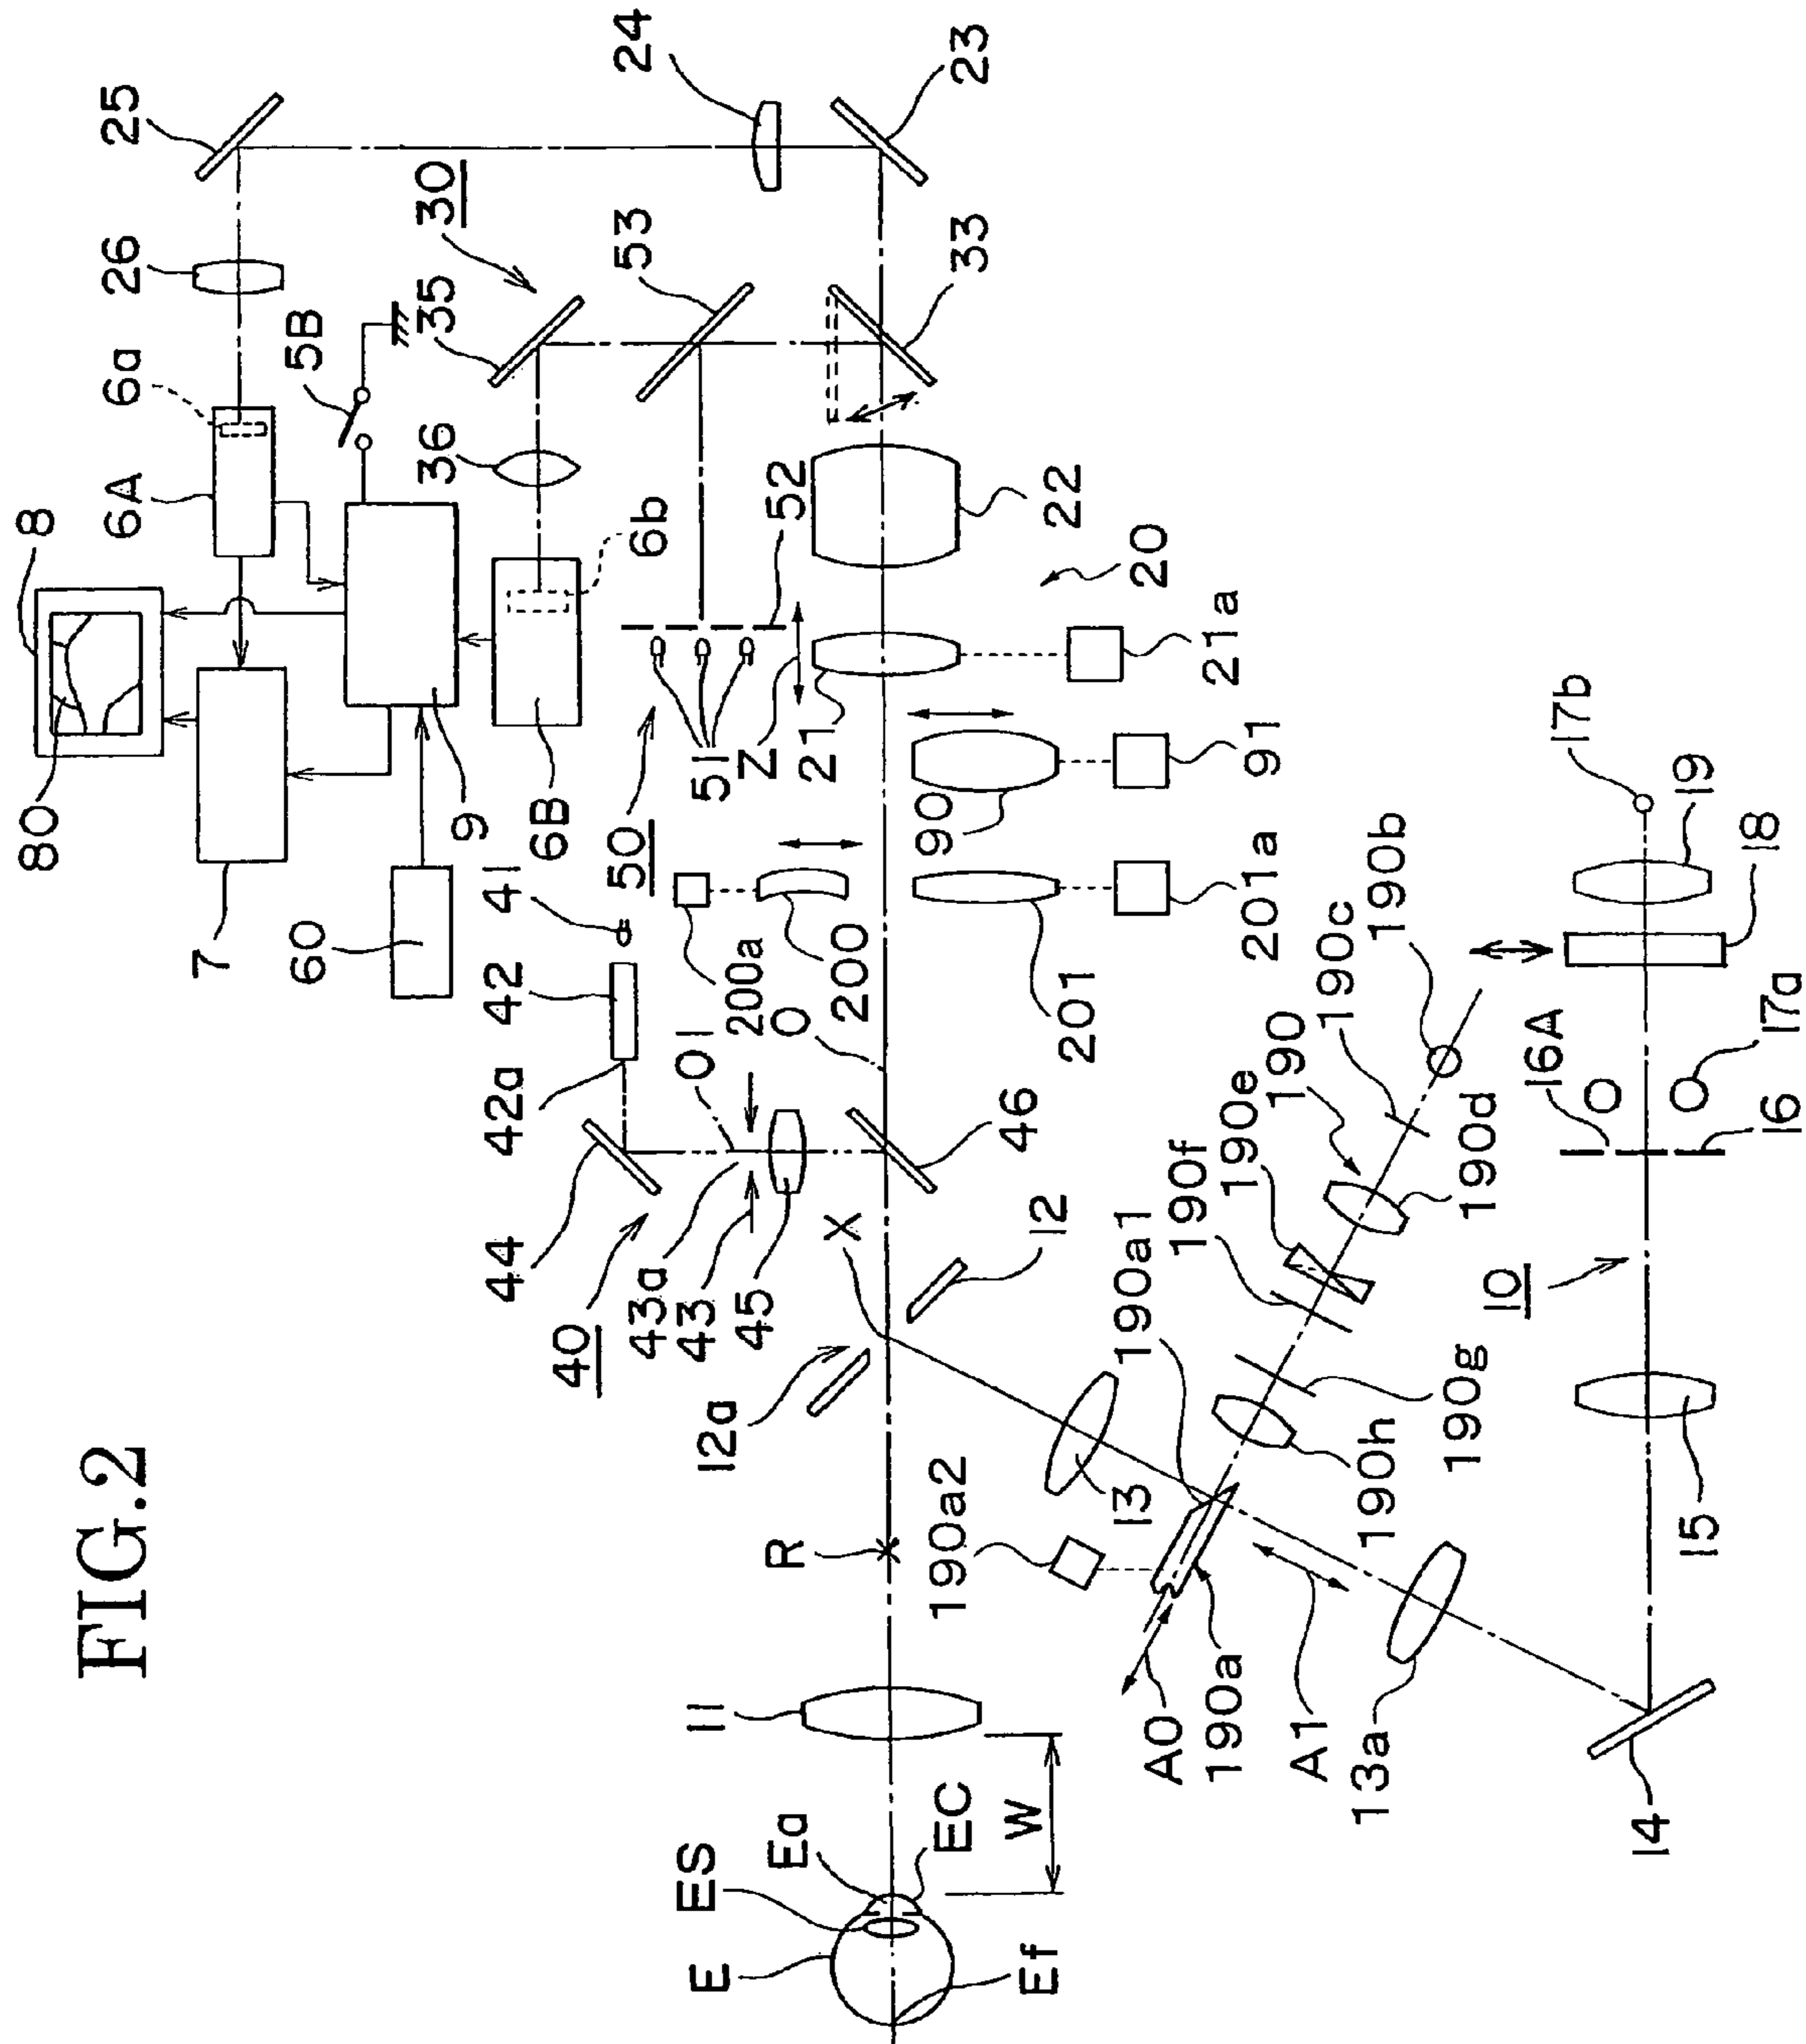 FIG.2
8
80
7
60
9
6A
6a
26
25
5B
30
24
23
35
53
33
36
6B
6b
52
22
20
50
51
Z
21
21a
90
91
41
42
42a
200a
200
201
201a
O
O1
44
43a
43
45
40
46
X
12
12a
R
11
13
190a2
190a1
190a
190b
190c
190
190d
190e
190f
190g
190h
A0
A1
13a
14
15
10
16
16A
17a
17b
18
19
E
ES
Ea
EC
Ef
W